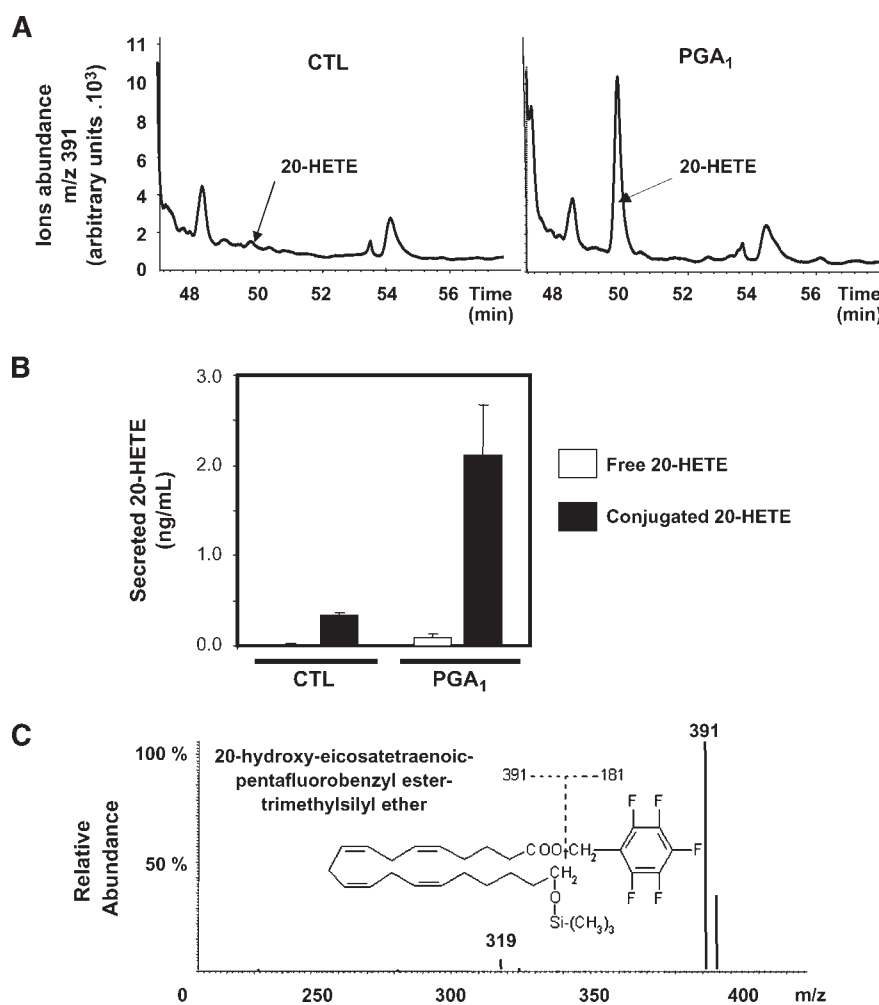 A
CTL
PGA₁
Ions abundance
m/z 391
(arbitrary units .10³)
11
10
8
6
4
2
0
20-HETE
20-HETE
48 50 52 54 56 Time
(min)
48 50 52 54 56 Time
(min)
B
Secreted 20-HETE
(ng/mL)
3.0
2.0
1.0
0.0
Free 20-HETE
Conjugated 20-HETE
CTL PGA₁
C
Relative
Abundance
100 %
50 %
20-hydroxy-eicosatetraenoic-
pentafluorobenzyl ester-
trimethylsilyl ether
391
391 181
F F
COO CH₂ F
CH₂
F F
O
Si-(CH₃)₃
319
0 250 300 350 400 m/z